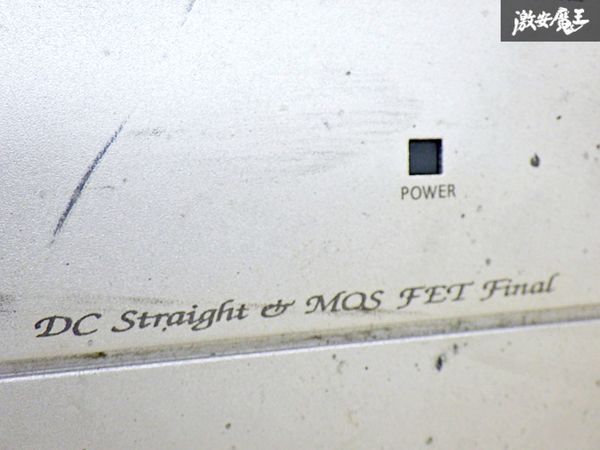 激安魔王
POWER
DC Straight & MOS FET Final